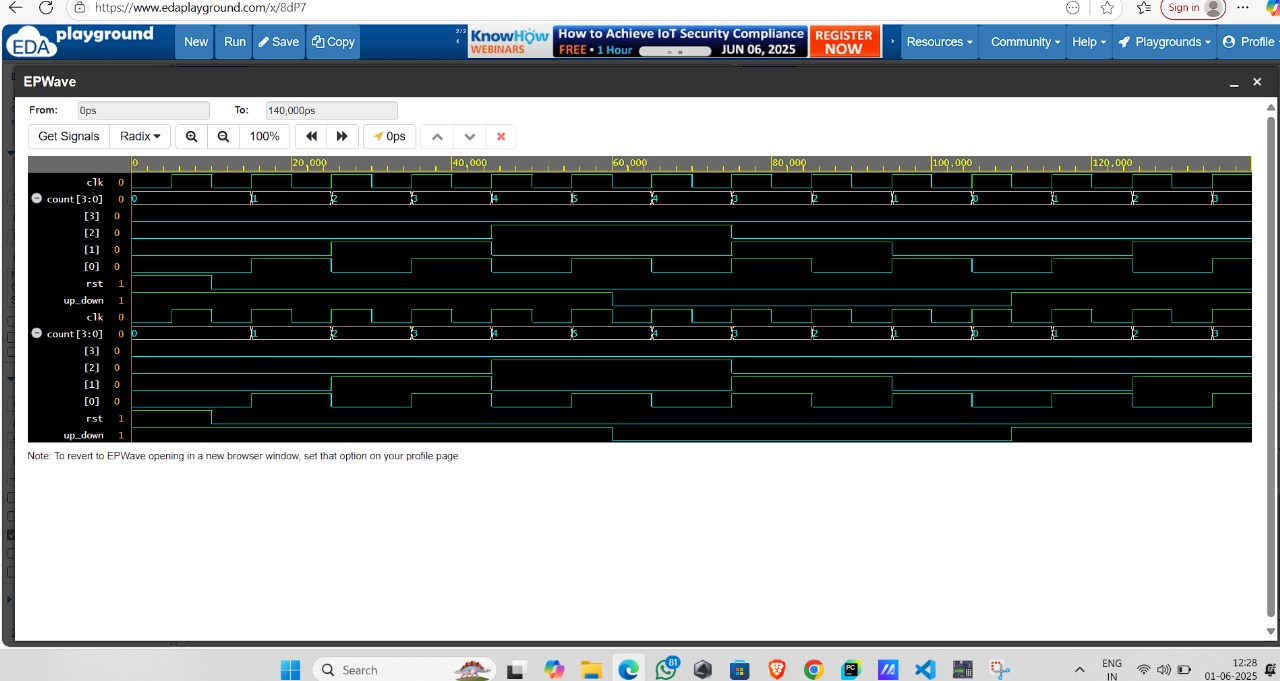 https://www.edaplayground.com/x/8dP7
Sign in
EDA playground
New Run Save Copy
2/2
KnowHow WEBINARS
How to Achieve IoT Security Compliance
FREE • 1 Hour JUN 06, 2025
REGISTER NOW
Resources Community Help Playgrounds Profile
EPWave
From: 0ps To: 140,000ps
Get Signals Radix 100% 0ps
0 20,000 40,000 60,000 80,000 100,000 120,000
clk 0
count[3:0] 0 0 1 2 3 4 5 4 3 2 1 0 1 2 3
[3] 0
[2] 0
[1] 0
[0] 0
rst 1
up_down 1
clk 0
count[3:0] 0 0 1 2 3 4 5 4 3 2 1 0 1 2 3
[3] 0
[2] 0
[1] 0
[0] 0
rst 1
up_down 1
Note: To revert to EPWave opening in a new browser window, set that option on your profile page.
Search
81
PC
ENG
IN
12:28
01-06-2025